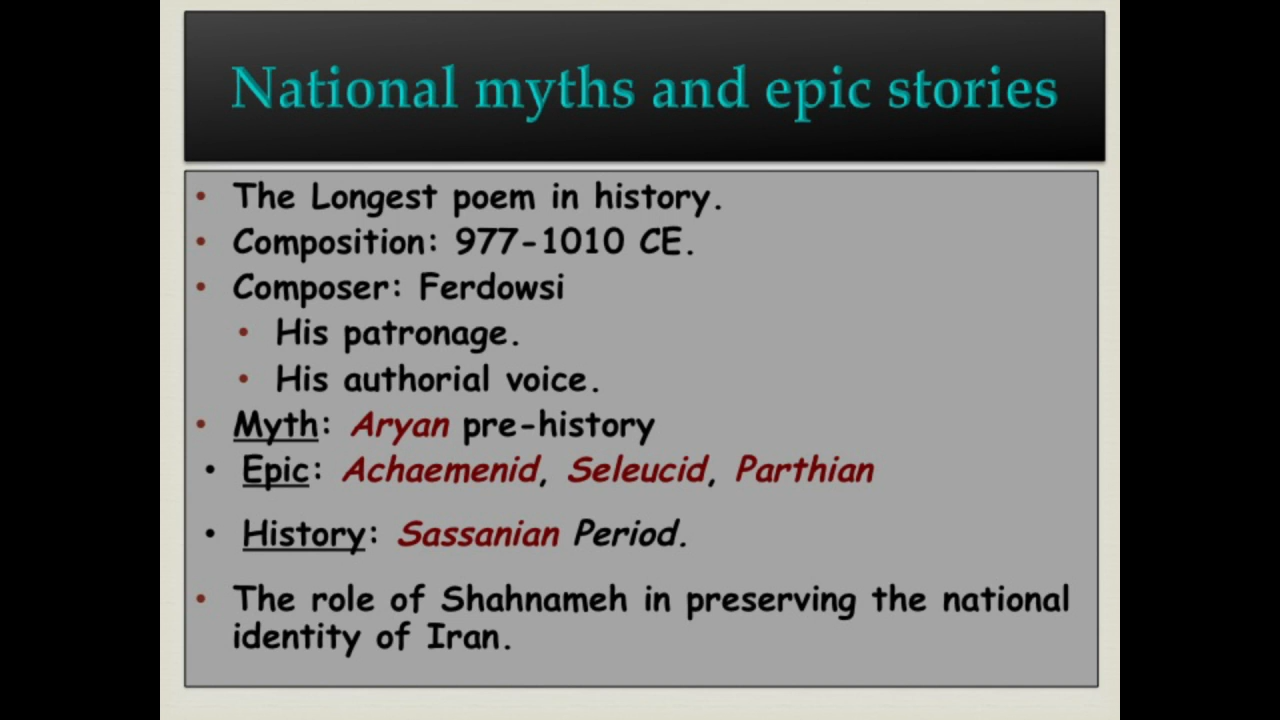 National myths and epic stories
• The Longest poem in history.
• Composition: 977-1010 CE.
• Composer: Ferdowsi
• His patronage.
• His authorial voice.
• Myth: Aryan pre-history
• Epic: Achaemenid, Seleucid, Parthian
• History: Sassanian Period.
• The role of Shahnameh in preserving the national
identity of Iran.